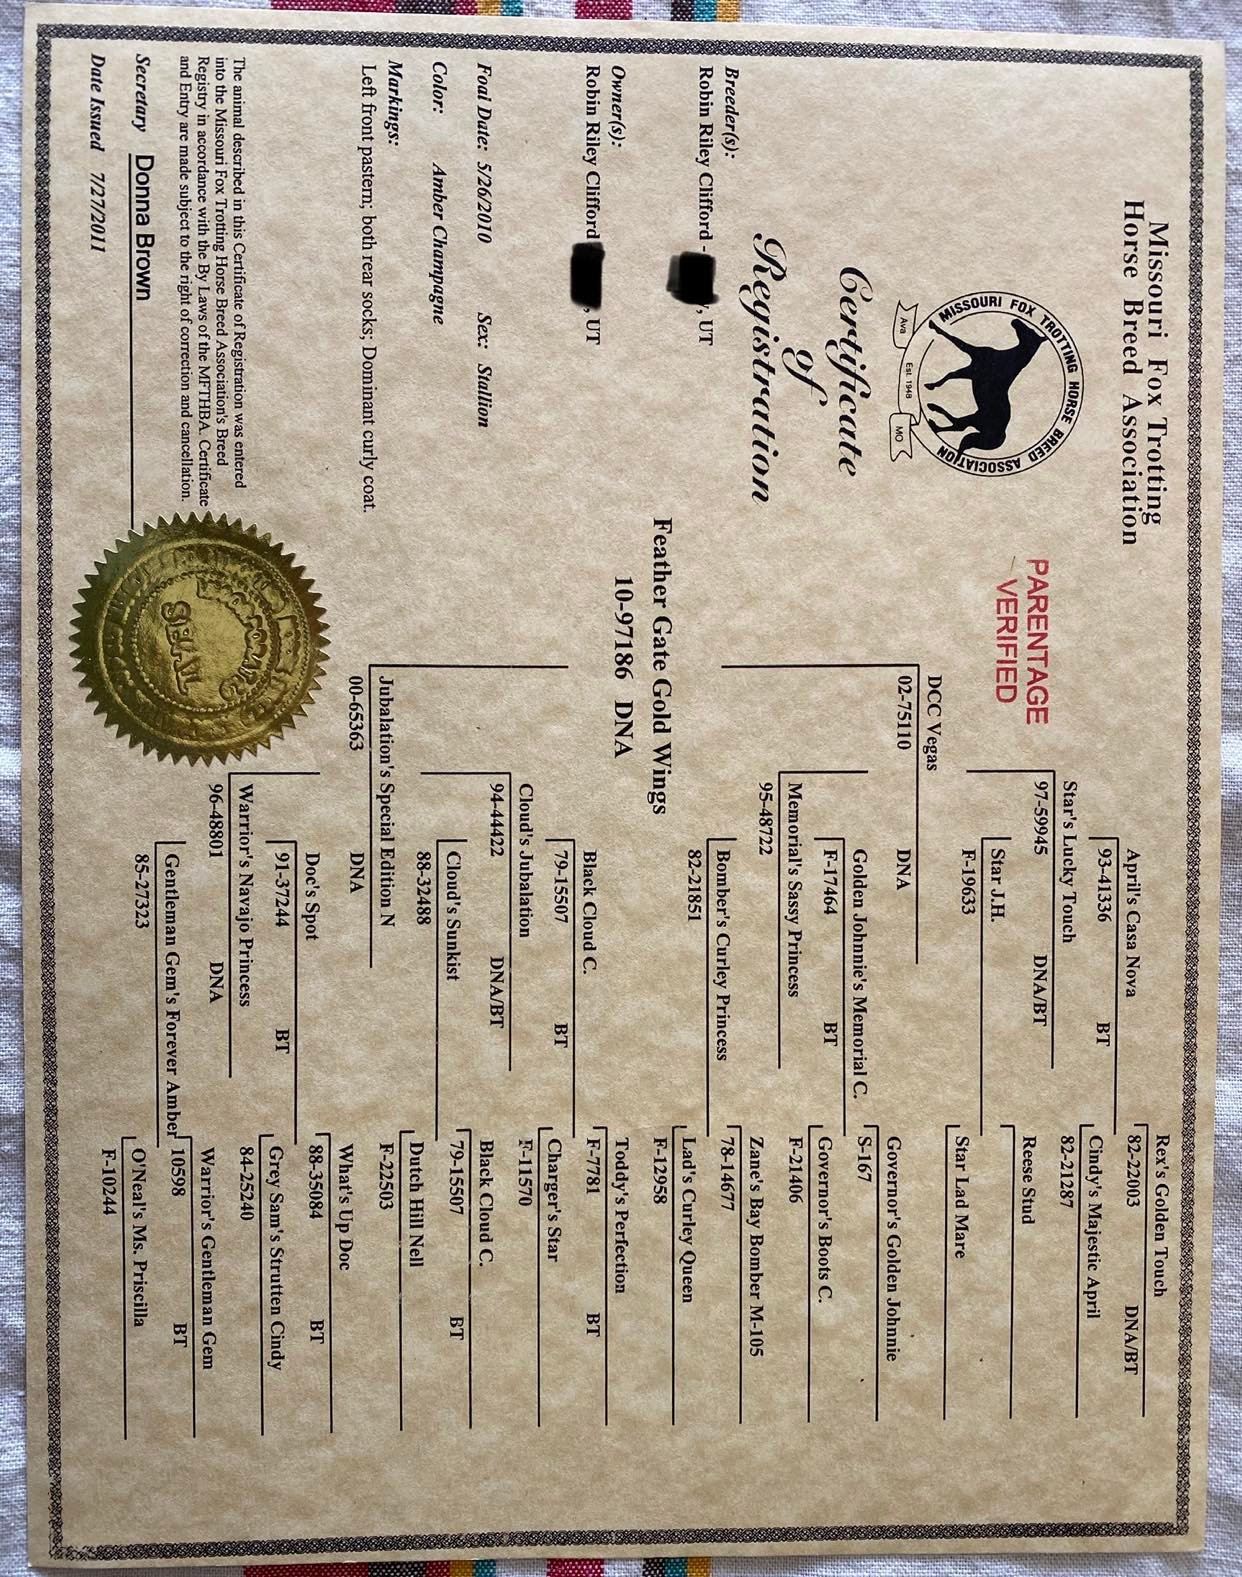 Missouri Fox Trotting
Horse Breed Association
MISSOURI FOX TROTTING HORSE BREED ASSOCIATION
Ava
Est. 1948
MO
PARENTAGE
VERIFIED
Certificate
of
Registration
Breeder(s):
Robin Riley Clifford - , UT
Owner(s):
Robin Riley Clifford , UT
Foal Date: 5/26/2010 Sex: Stallion
Color: Amber Champagne
Markings:
Left front pastern; both rear socks; Dominant curly coat.
The animal described in this Certificate of Registration was entered
into the Missouri Fox Trotting Horse Breed Association's Breed
Registry in accordance with the By Laws of the MFTHBA. Certificate
and Entry are made subject to the right of correction and cancellation.
Secretary Donna Brown
Date Issued 7/27/2011
SEAL
Feather Gate Gold Wings
10-97186 DNA
DCC Vegas
02-75110 DNA
Jubalation's Special Edition N
00-65363 DNA
Star's Lucky Touch
97-59945 DNA/BT
Memorial's Sassy Princess
95-48722
Cloud's Jubalation
94-44422 DNA/BT
Warrior's Navajo Princess
96-48801 DNA
April's Casa Nova
93-41336 BT
Star J.H.
F-19633
Golden Johnnie's Memorial C.
F-17464 BT
Bomber's Curley Princess
82-21851
Black Cloud C.
79-15507 BT
Cloud's Sunkist
88-32488
Doc's Spot
91-37244 BT
Gentleman Gem's Forever Amber
85-27323
Rex's Golden Touch
82-22003 DNA/BT
Cindy's Majestic April
82-21287
Reese Stud
Star Lad Mare
Governor's Golden Johnnie
S-167
Governor's Boots C.
F-21406
Zane's Bay Bomber M-105
78-14677
Lad's Curley Queen
F-12958
Toddy's Perfection
F-7781 BT
Charger's Star
F-11570
Black Cloud C.
79-15507 BT
Dutch Hill Nell
F-22503
What's Up Doc
88-35084 BT
Grey Sam's Strutten Cindy
84-25240
Warrior's Gentleman Gem
10598 BT
O'Neal's Ms. Priscilla
F-10244